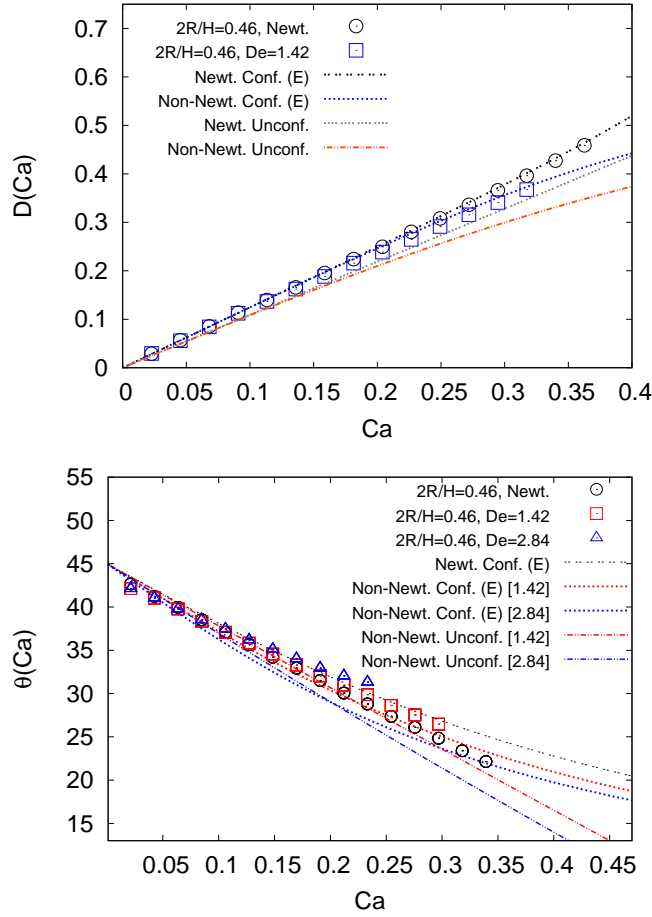 0.7
0.6
0.5
0.4
0.3
0.2
0.1
0
D(Ca)
2R/H=0.46, Newt.
2R/H=0.46, De=1.42
Newt. Conf. (E)
Non-Newt. Conf. (E)
Newt. Unconf.
Non-Newt. Unconf.
0 0.05 0.1 0.15 0.2 0.25 0.3 0.35 0.4
Ca
55
50
45
40
35
30
25
20
15
θ(Ca)
2R/H=0.46, Newt.
2R/H=0.46, De=1.42
2R/H=0.46, De=2.84
Newt. Conf. (E)
Non-Newt. Conf. (E) [1.42]
Non-Newt. Conf. (E) [2.84]
Non-Newt. Unconf. [1.42]
Non-Newt. Unconf. [2.84]
0.05 0.1 0.15 0.2 0.25 0.3 0.35 0.4 0.45
Ca